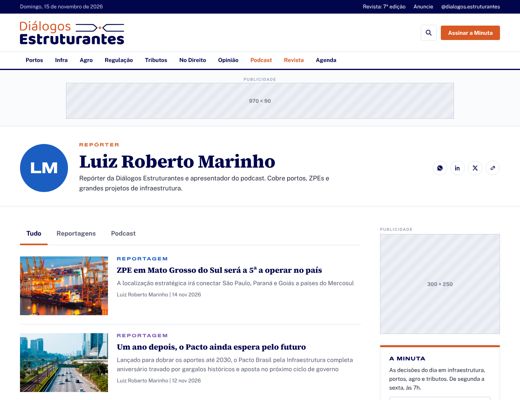 Domingo, 15 de novembro de 2026
Revista: 7ª edição
Anuncie
@dialogos.estruturantes
Diálogos
Estruturantes
Assinar a Minuta
Portos
Infra
Agro
Regulação
Tributos
No Direito
Opinião
Podcast
Revista
Agenda
PUBLICIDADE
970 × 90
LM
REPÓRTER
Luiz Roberto Marinho
Repórter da Diálogos Estruturantes e apresentador do podcast. Cobre portos, ZPEs e
grandes projetos de infraestrutura.
Tudo
Reportagens
Podcast
REPORTAGEM
ZPE em Mato Grosso do Sul será a 5ª a operar no país
A localização estratégica irá conectar São Paulo, Paraná e Goiás a países do Mercosul
Luiz Roberto Marinho | 14 nov 2026
REPORTAGEM
Um ano depois, o Pacto ainda espera pelo futuro
Lançado para dobrar os aportes até 2030, o Pacto Brasil pela Infraestrutura completa
aniversário travado por gargalos históricos e aposta no próximo ciclo de governo
Luiz Roberto Marinho | 12 nov 2026
PUBLICIDADE
300 × 250
A MINUTA
As decisões do dia em infraestrutura,
portos, agro e tributos. De segunda a
sexta, às 7h.